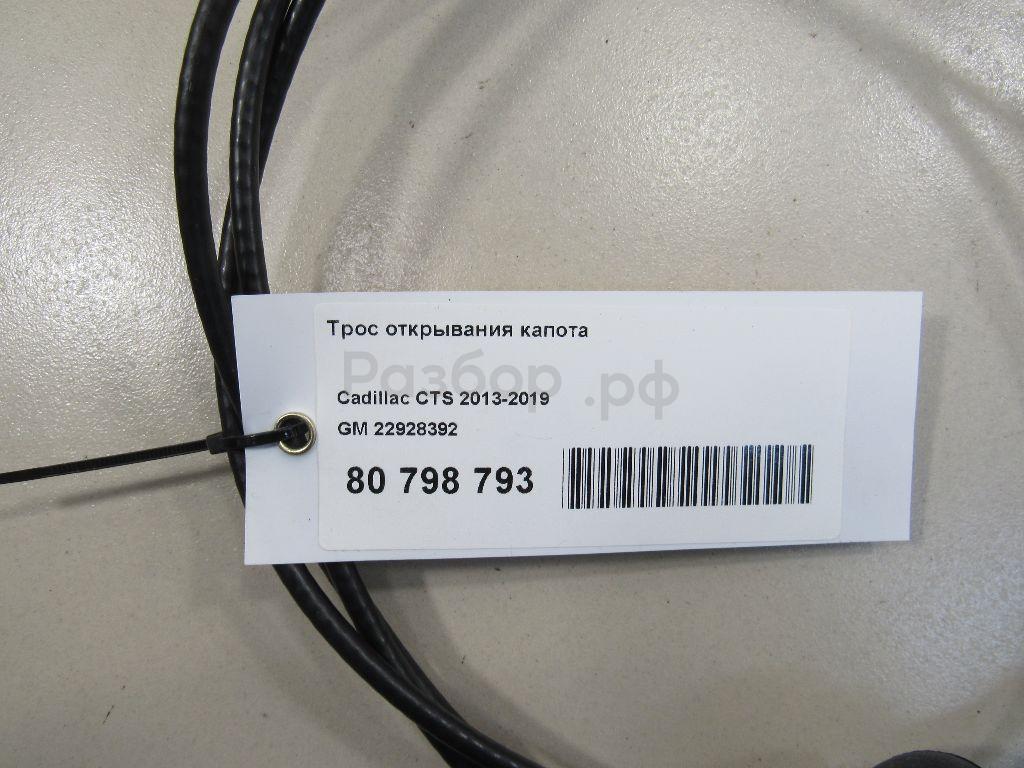 Трос открывания капота
Разбор.рф
Cadillac CTS 2013-2019
GM 22928392
80 798 793